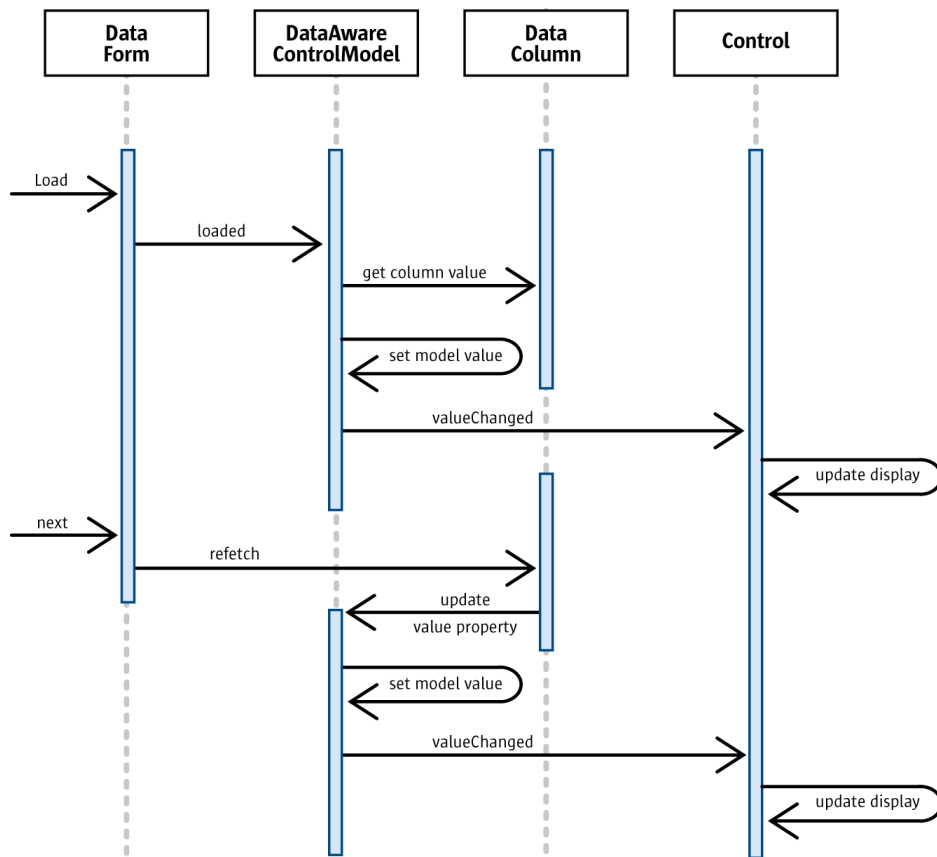 Data
Form
DataAware
ControlModel
Data
Column
Control
Load
loaded
get column value
set model value
valueChanged
update display
next
refetch
update
value property
set model value
valueChanged
update display